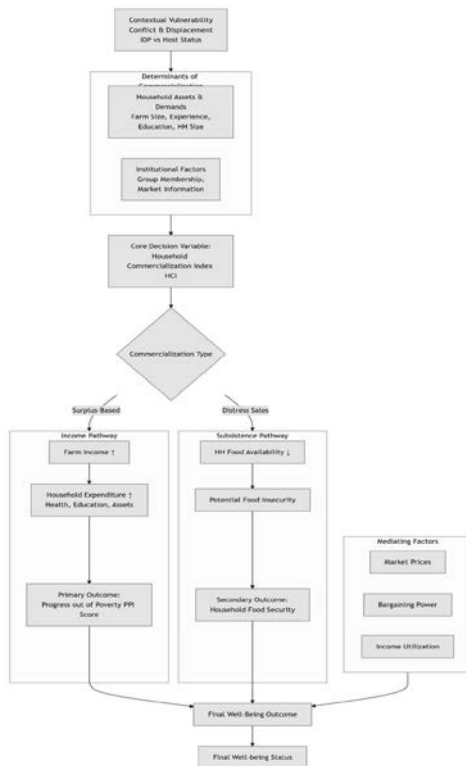 Contextual Vulnerability
Conflict & Displacement
IDP vs Host Status
Determinants of
Commercialization
Household Assets &
Demands
Farm Size, Experience,
Education, HH Size
Institutional Factors
Group Membership,
Market Information
Core Decision Variable:
Household
Commercialization Index
HCI
Commercialization Type
Surplus Based
Distress Sales
Income Pathway
Farm Income ↑
Household Expenditure ↑
Health, Education, Assets
Primary Outcome:
Progress out of Poverty PPI
Score
Subsistence Pathway
HH Food Availability ↓
Potential Food Insecurity
Secondary Outcome:
Household Food Security
Mediating Factors
Market Prices
Bargaining Power
Income Utilization
Final Well-Being Outcome
Final Well-being Status